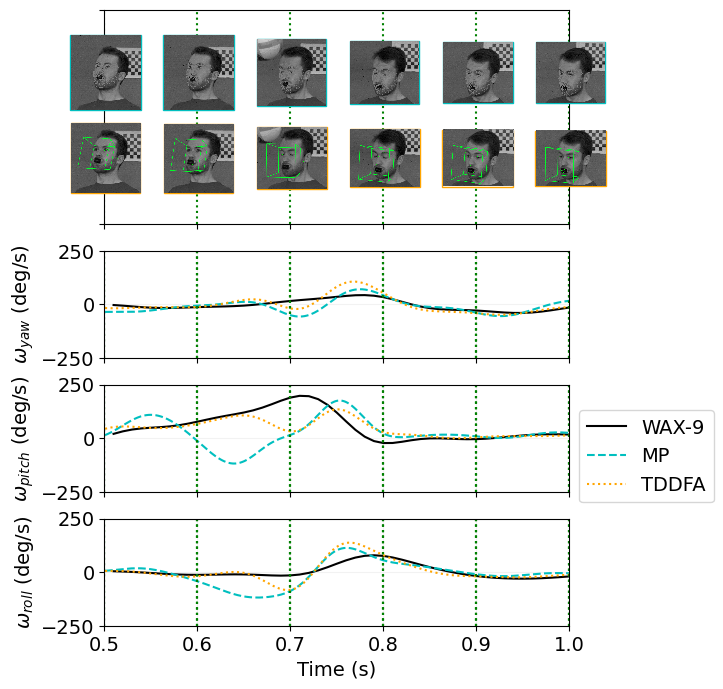 250
0
−250
ω_yaw (deg/s)
250
0
−250
ω_pitch (deg/s)
WAX-9
MP
TDDFA
250
0
−250
ω_roll (deg/s)
0.5 0.6 0.7 0.8 0.9 1.0
Time (s)